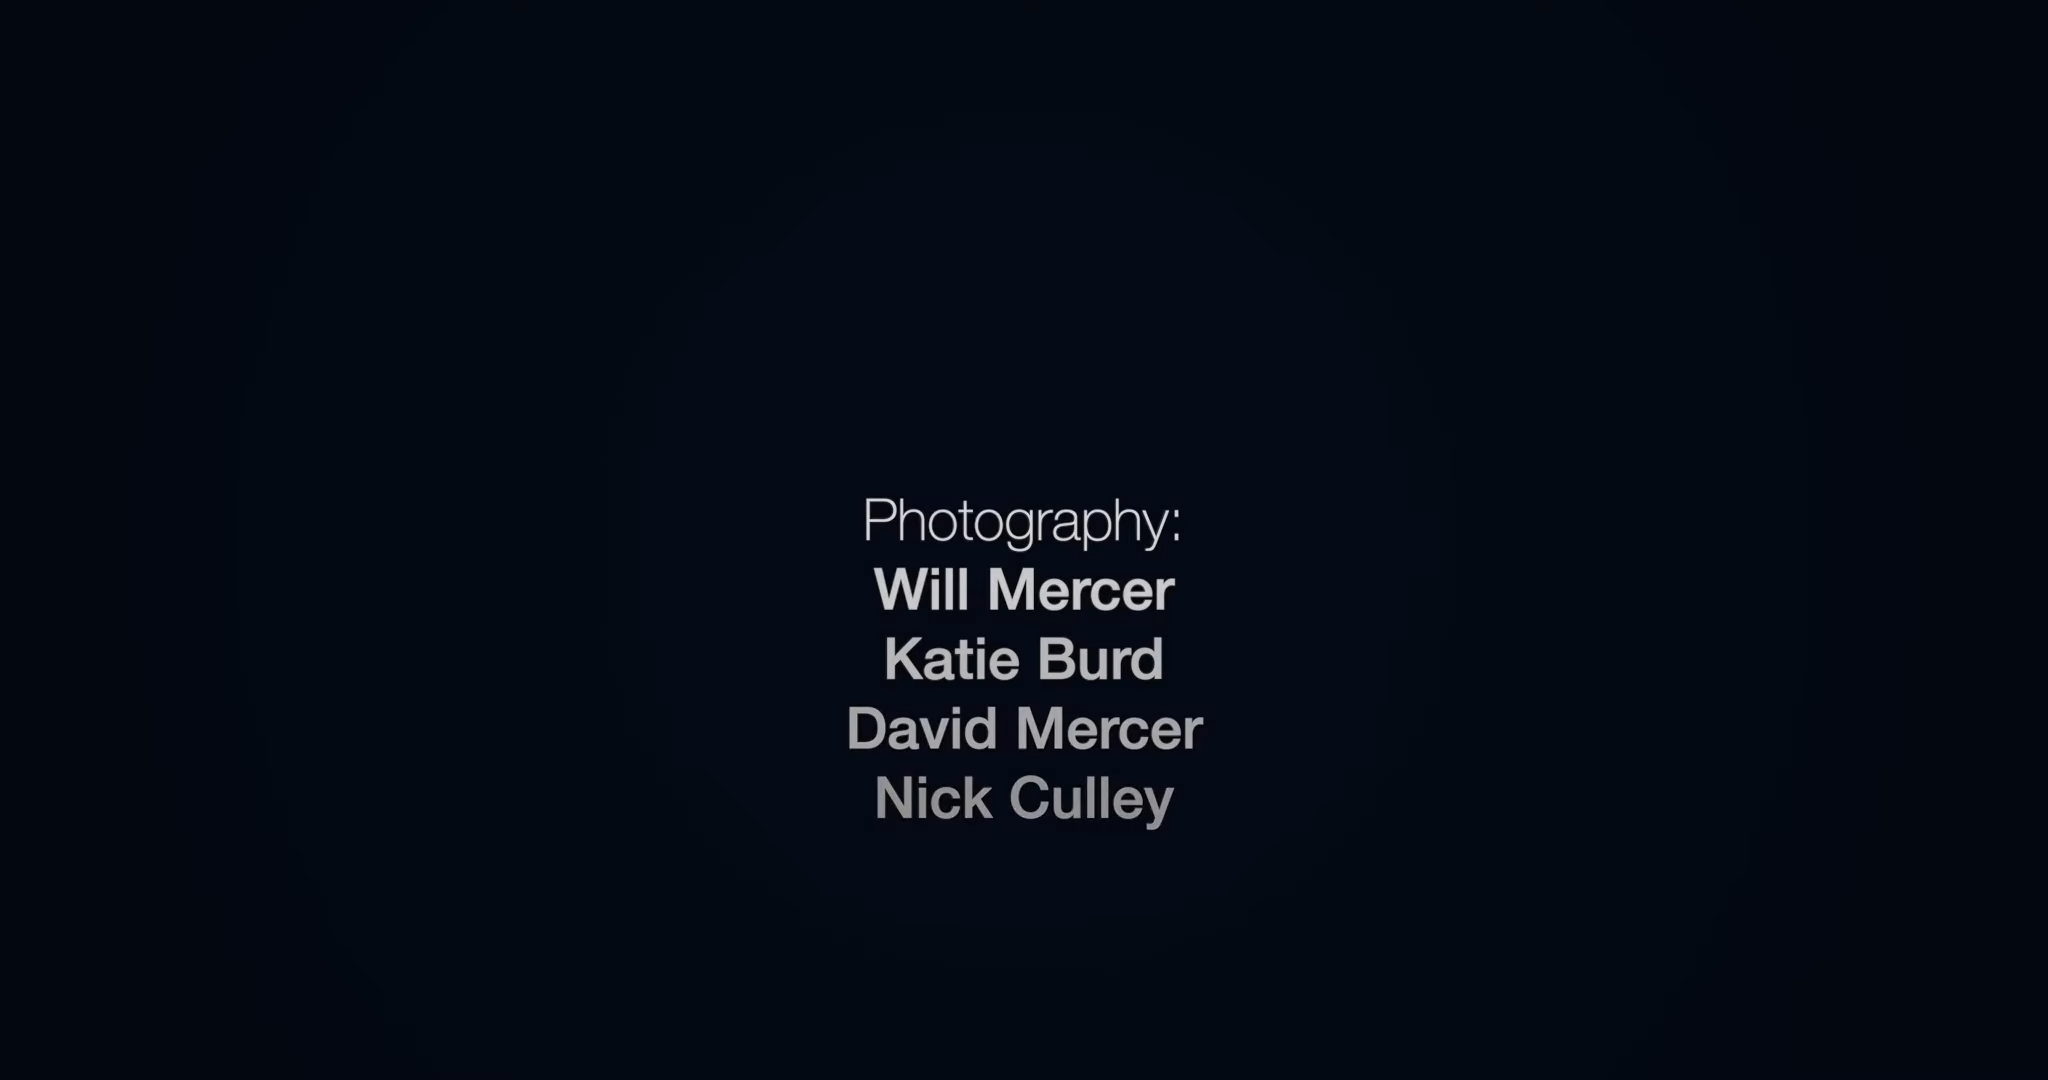 Photography:
Will Mercer
Katie Burd
David Mercer
Nick Culley